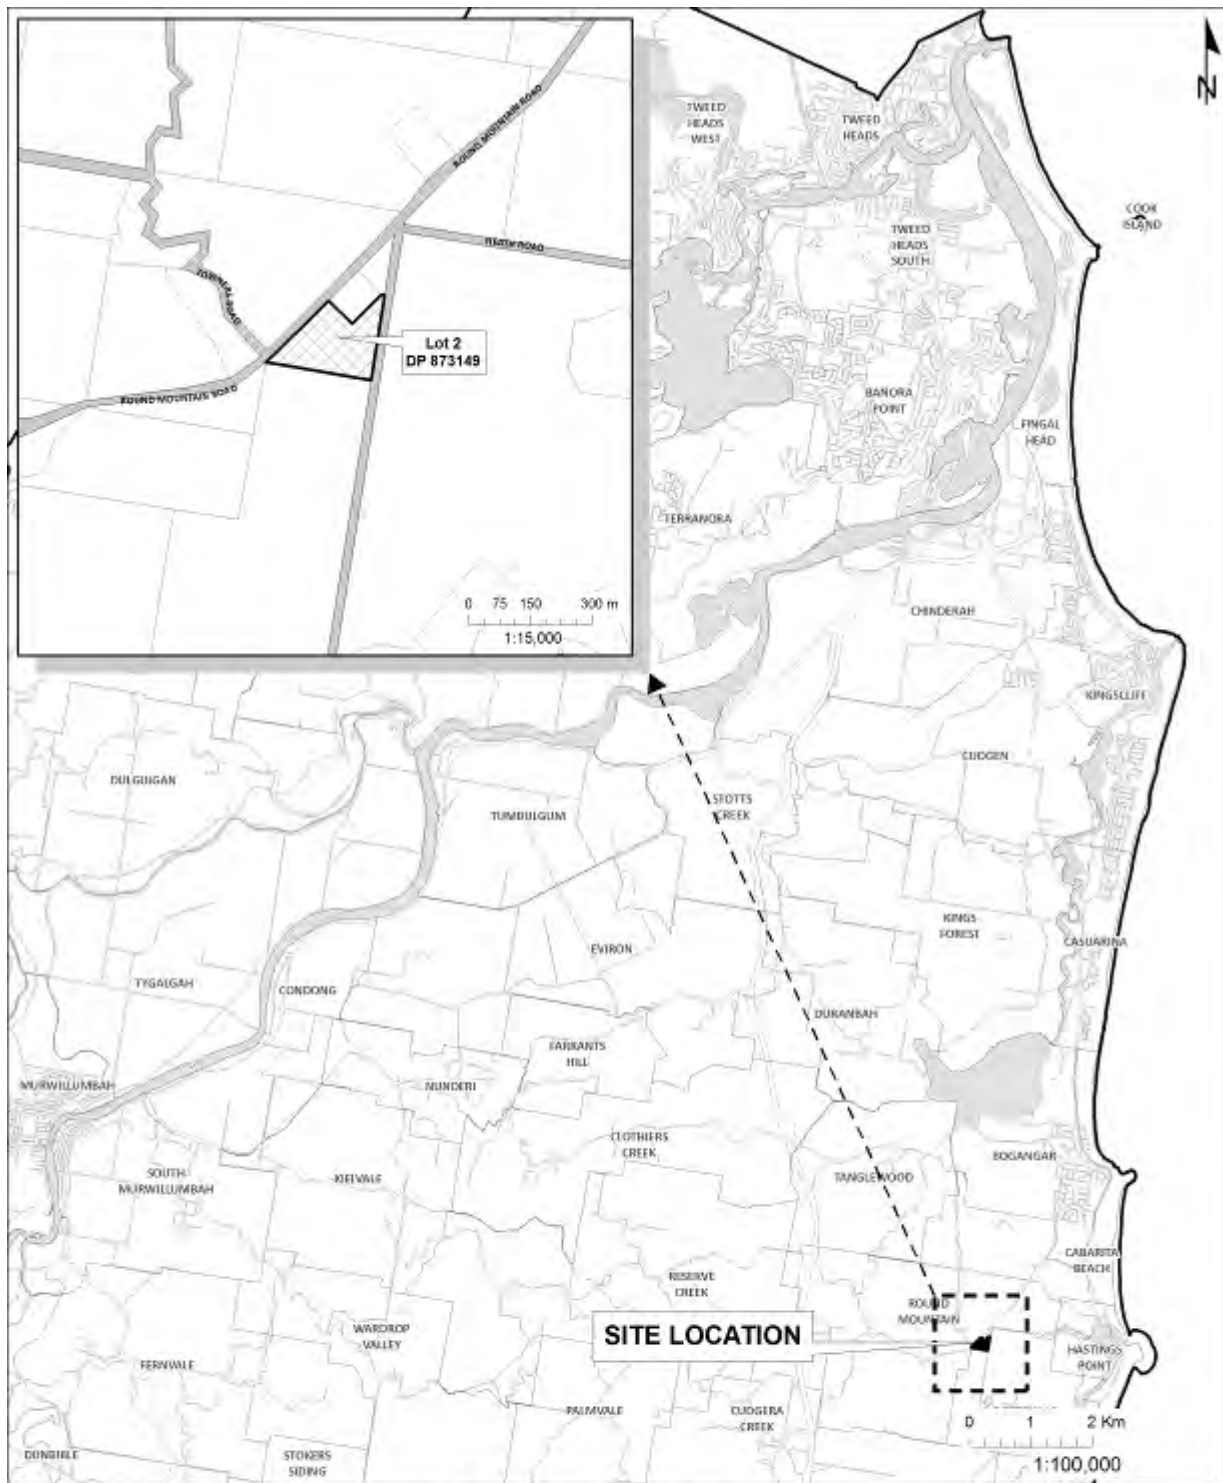 ROUND MOUNTAIN ROAD
HEATH ROAD
ROAD
Lot 2
DP 873149
ROUND MOUNTAIN ROAD
0 75 150 300 m
1:15,000
N
TWEED
HEADS
WEST
TWEED
HEADS
COOK
ISLAND
TWEED
HEADS
SOUTH
BANORA
POINT
FINGAL
HEAD
TERRANORA
CHINDERAH
KINGSCLIFF
CUDGEN
DULGUIGAN
STOTTS
CREEK
TUMBULGUM
KINGS
FOREST
CASUARINA
EVIRON
TYGALGAH
CONDONG
DURANBAH
FARRANTS
HILL
MURWILLUMBAH
NUNDERI
CLOTHIERS
CREEK
BOGANGAR
SOUTH
MURWILLUMBAH
KIELVALE
TANGLEWOOD
CABARITA
BEACH
RESERVE
CREEK
ROUND
MOUNTAIN
SITE LOCATION
WARDROP
VALLEY
HASTINGS
POINT
FERNVALE
PALMVALE
CUDGERA
CREEK
0 1 2 Km
1:100,000
DUNBIBLE
STOKERS
SIDING